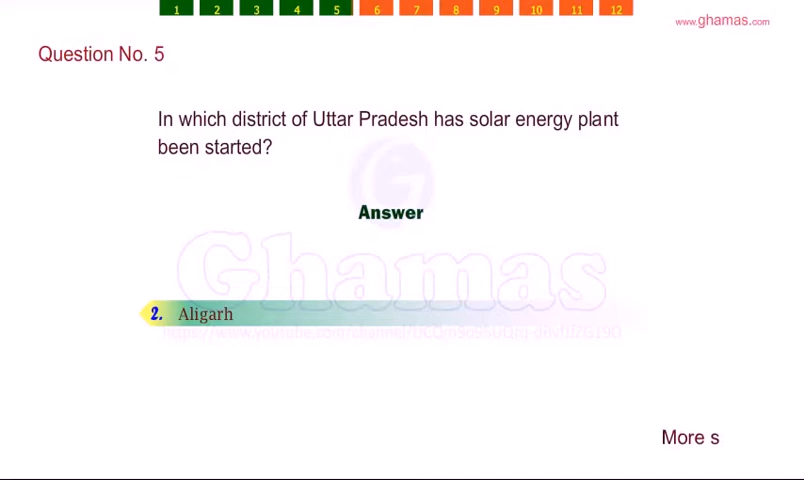 1 2 3 4 5 6 7 8 9 10 11 12
www.ghamas.com
Question No. 5
In which district of Uttar Pradesh has solar energy plant
been started?
Answer
Ghamas
2. Aligarh
More s